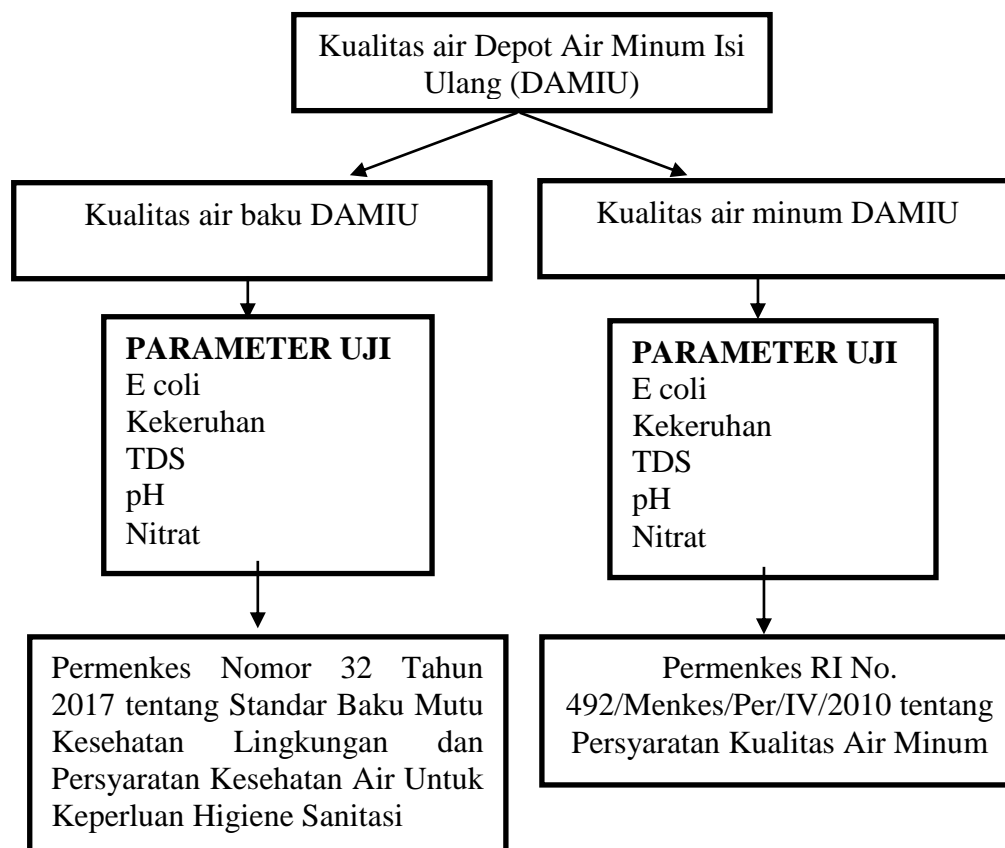 Kualitas air Depot Air Minum Isi
Ulang (DAMIU)
Kualitas air baku DAMIU
Kualitas air minum DAMIU
PARAMETER UJI
E coli
Kekeruhan
TDS
pH
Nitrat
PARAMETER UJI
E coli
Kekeruhan
TDS
pH
Nitrat
Permenkes Nomor 32 Tahun
2017 tentang Standar Baku Mutu
Kesehatan Lingkungan dan
Persyaratan Kesehatan Air Untuk
Keperluan Higiene Sanitasi
Permenkes RI No.
492/Menkes/Per/IV/2010 tentang
Persyaratan Kualitas Air Minum